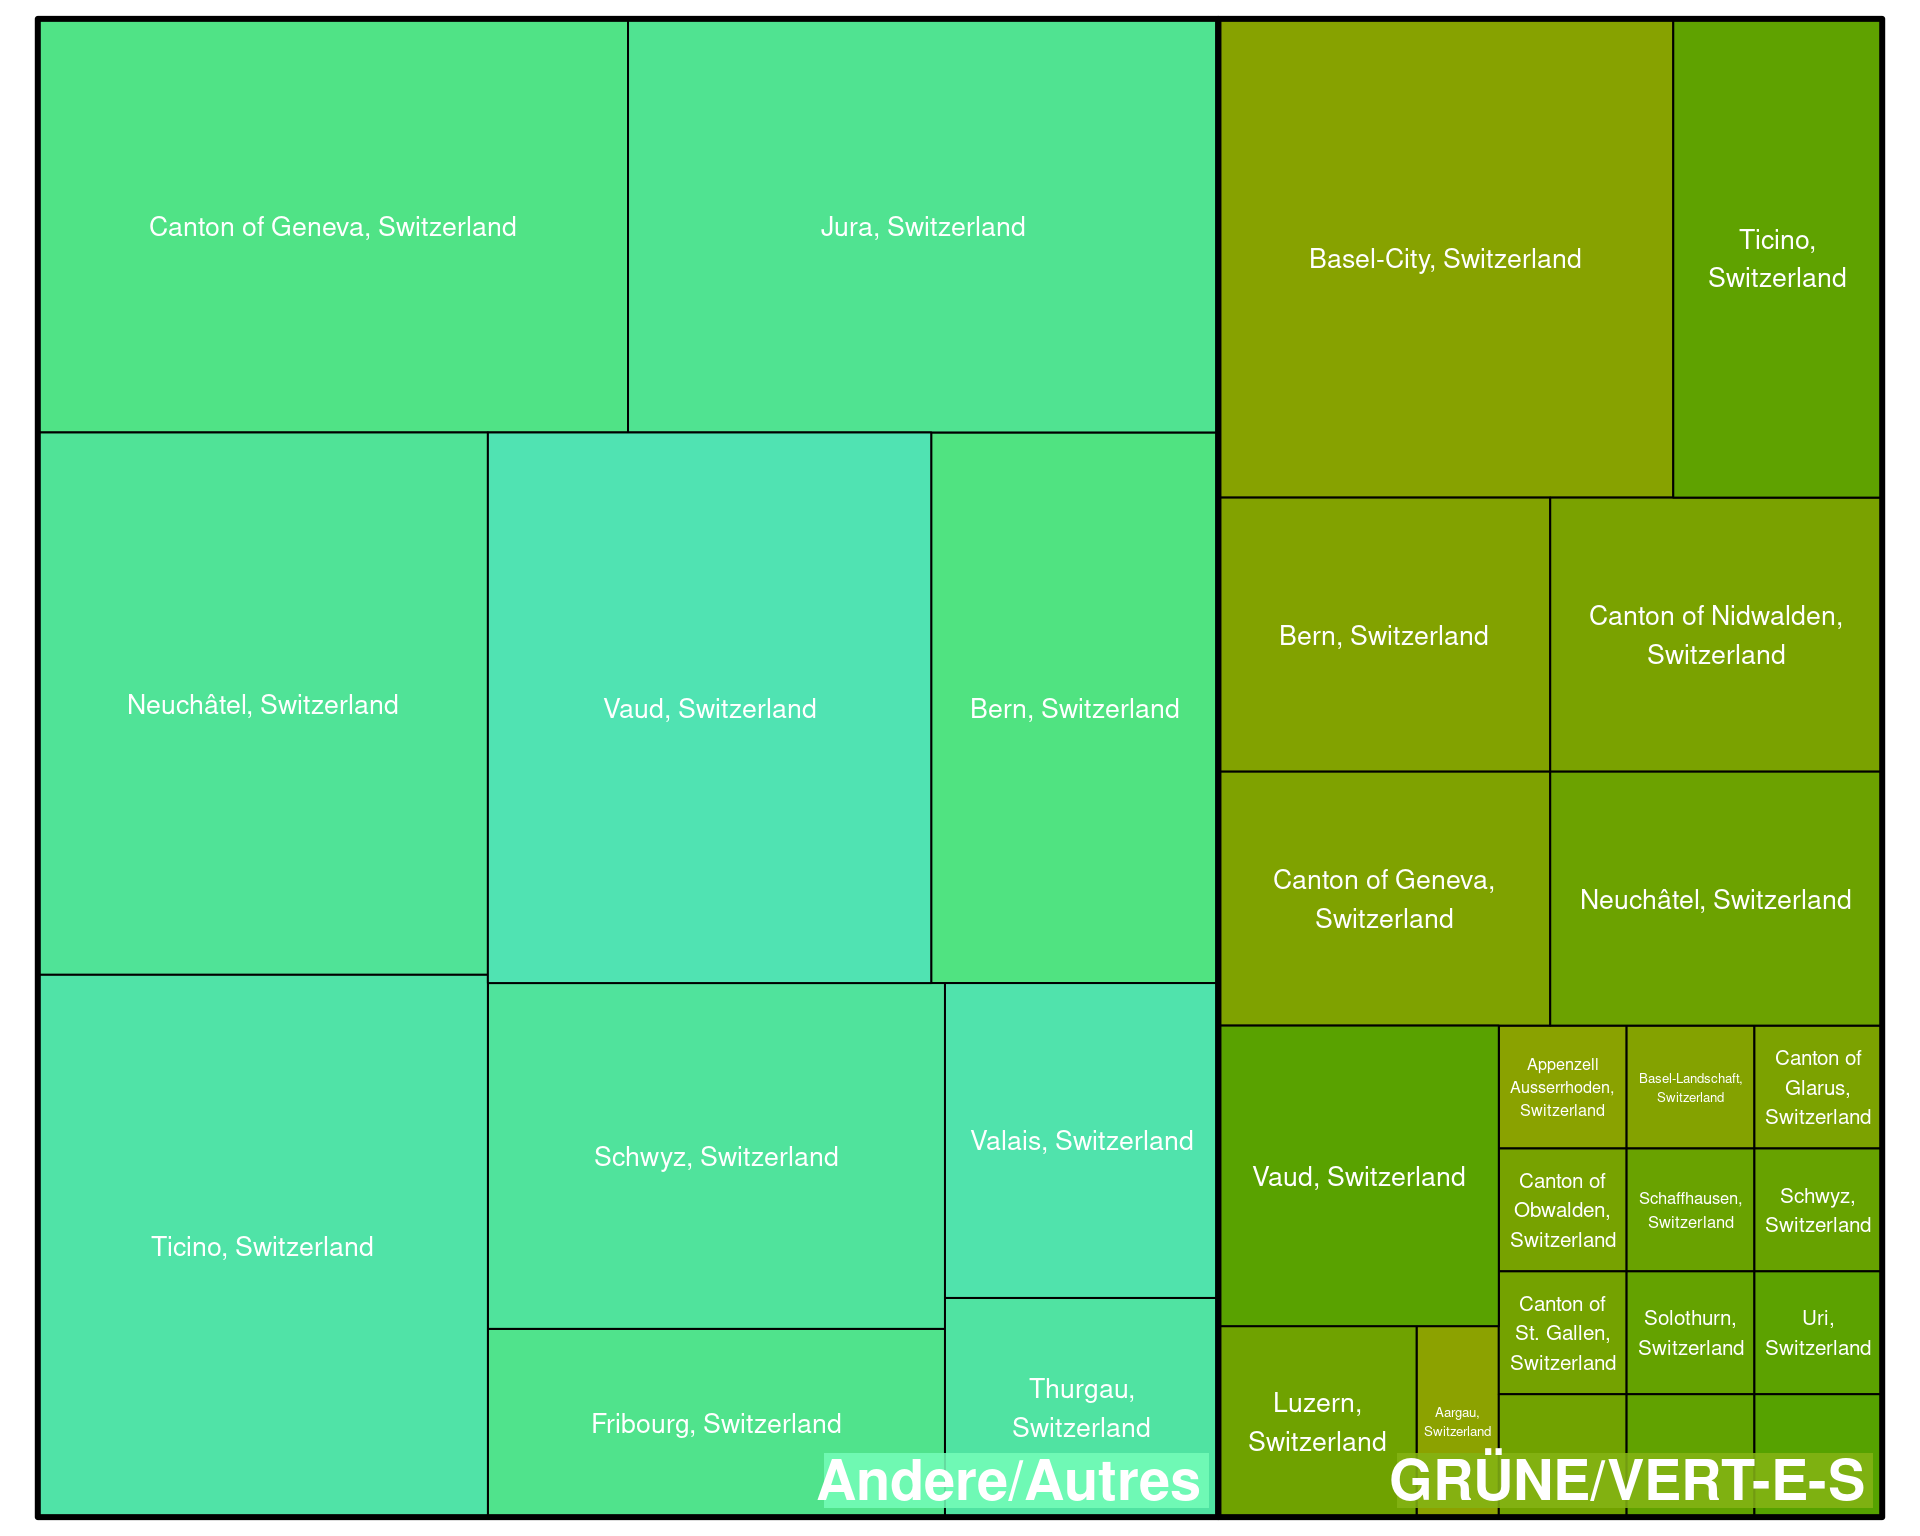 Canton of Geneva, Switzerland
Jura, Switzerland
Neuchâtel, Switzerland
Vaud, Switzerland
Bern, Switzerland
Ticino, Switzerland
Schwyz, Switzerland
Valais, Switzerland
Fribourg, Switzerland
Thurgau,
Switzerland
Andere/Autres
Basel-City, Switzerland
Ticino,
Switzerland
Bern, Switzerland
Canton of Nidwalden,
Switzerland
Canton of Geneva,
Switzerland
Neuchâtel, Switzerland
Vaud, Switzerland
Appenzell
Ausserrhoden,
Switzerland
Basel-Landschaft,
Switzerland
Canton of
Glarus,
Switzerland
Canton of
Obwalden,
Switzerland
Schaffhausen,
Switzerland
Schwyz,
Switzerland
Canton of
St. Gallen,
Switzerland
Solothurn,
Switzerland
Uri,
Switzerland
Luzern,
Switzerland
Aargau,
Switzerland
GRÜNE/VERT-E-S